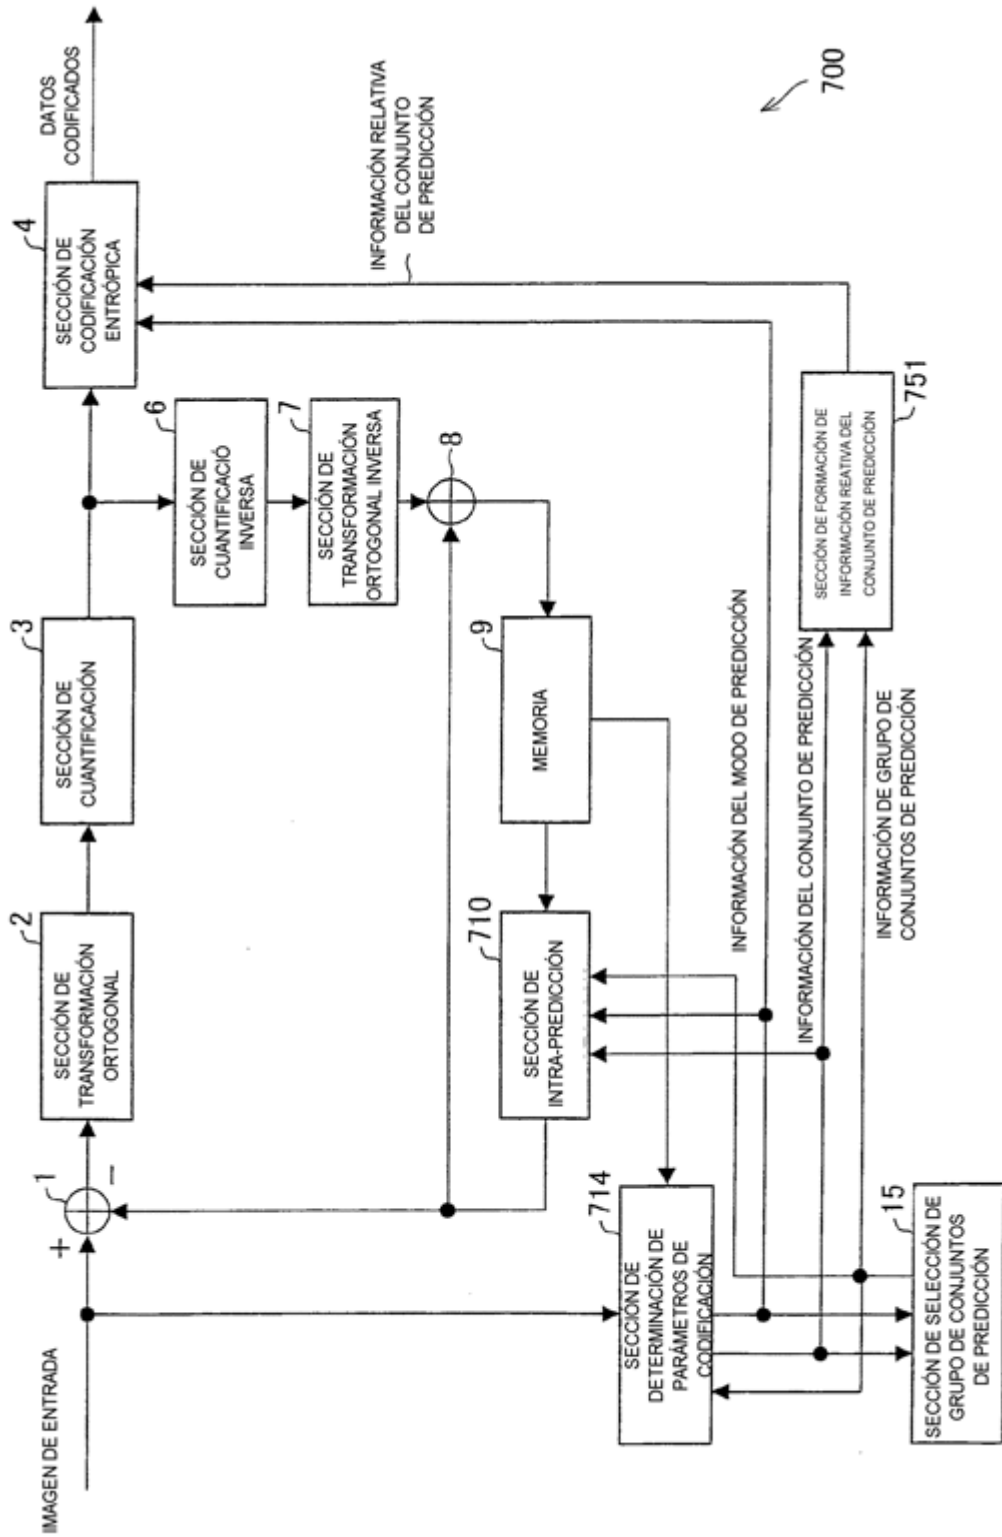 IMAGEN DE ENTRADA
+
1
−
2
SECCIÓN DE
TRANSFORMACIÓN
ORTOGONAL
3
SECCIÓN DE
CUANTIFICACIÓN
4
SECCIÓN DE
CODIFICACIÓN
ENTRÓPICA
DATOS
CODIFICADOS
6
SECCIÓN DE
CUANTIFICACIÓ
INVERSA
7
SECCIÓN DE
TRANSFORMACIÓN
ORTOGONAL INVERSA
8
9
MEMORIA
710
SECCIÓN DE
INTRA-PREDICCIÓN
714
SECCIÓN DE
DETERMINACIÓN DE
PARÁMETROS DE
CODIFICACIÓN
15
SECCIÓN DE SELECCIÓN DE
GRUPO DE CONJUNTOS
DE PREDICCIÓN
INFORMACIÓN DEL MODO DE PREDICCIÓN
INFORMACIÓN DEL CONJUNTO DE PREDICCIÓN
INFORMACIÓN DE GRUPO DE
CONJUNTOS DE PREDICCIÓN
751
SECCIÓN DE FORMACIÓN DE
INFORMACIÓN REATIVA DEL
CONJUNTO DE PREDICCIÓN
INFORMACIÓN RELATIVA
DEL CONJUNTO
DE PREDICCIÓN
700